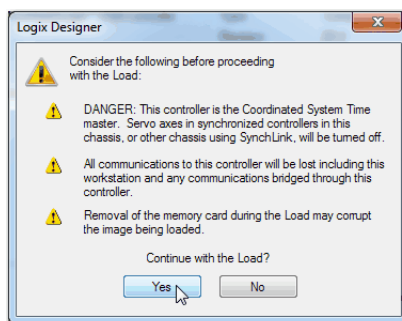 Logix Designer
Consider the following before proceeding
with the Load:
DANGER: This controller is the Coordinated System Time
master. Servo axes in synchronized controllers in this
chassis, or other chassis using SynchLink, will be turned off.
All communications to this controller will be lost including this
workstation and any communications bridged through this
controller.
Removal of the memory card during the Load may corrupt
the image being loaded.
Continue with the Load?
Yes
No